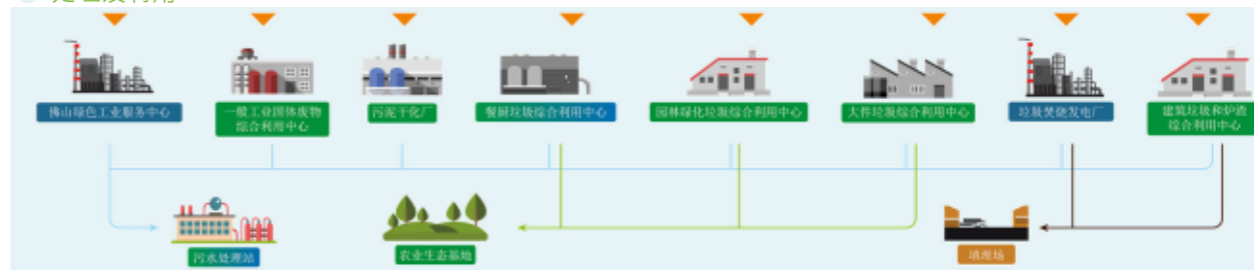 处理及利用
佛山绿色工业服务中心
一般工业固体废物
综合利用中心
污泥干化厂
餐厨垃圾综合利用中心
园林绿化垃圾综合利用中心
大件垃圾综合利用中心
垃圾焚烧发电厂
建筑垃圾和炉渣
综合利用中心
污水处理站
农业生态基地
填埋场